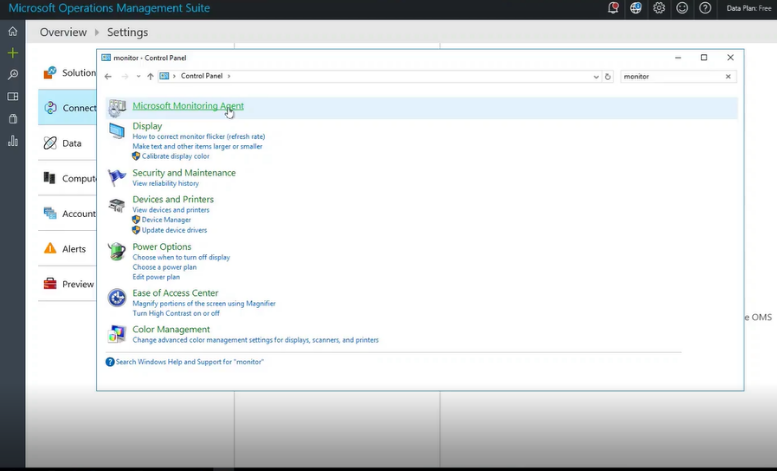 Microsoft Operations Management Suite
Data Plan: Free
Overview Settings
monitor - Control Panel
Control Panel
monitor
Solution
Connect
Data
Comput
Account
Alerts
Preview
Microsoft Monitoring Agent
Display
How to correct monitor flicker (refresh rate)
Make text and other items larger or smaller
Calibrate display color
Security and Maintenance
View reliability history
Devices and Printers
View devices and printers
Device Manager
Update device drivers
Power Options
Choose when to turn off display
Choose a power plan
Edit power plan
Ease of Access Center
Magnify portions of the screen using Magnifier
Turn High Contrast on or off
Color Management
Change advanced color management settings for displays, scanners, and printers
Search Windows Help and Support for "monitor"
e OMS